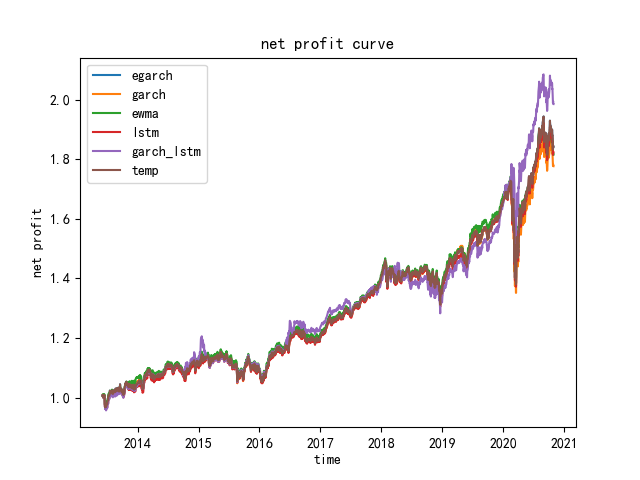 net profit curve
egarch
garch
ewma
lstm
garch_lstm
temp
2.0
1.8
1.6
1.4
1.2
1.0
net profit
2014 2015 2016 2017 2018 2019 2020 2021
time